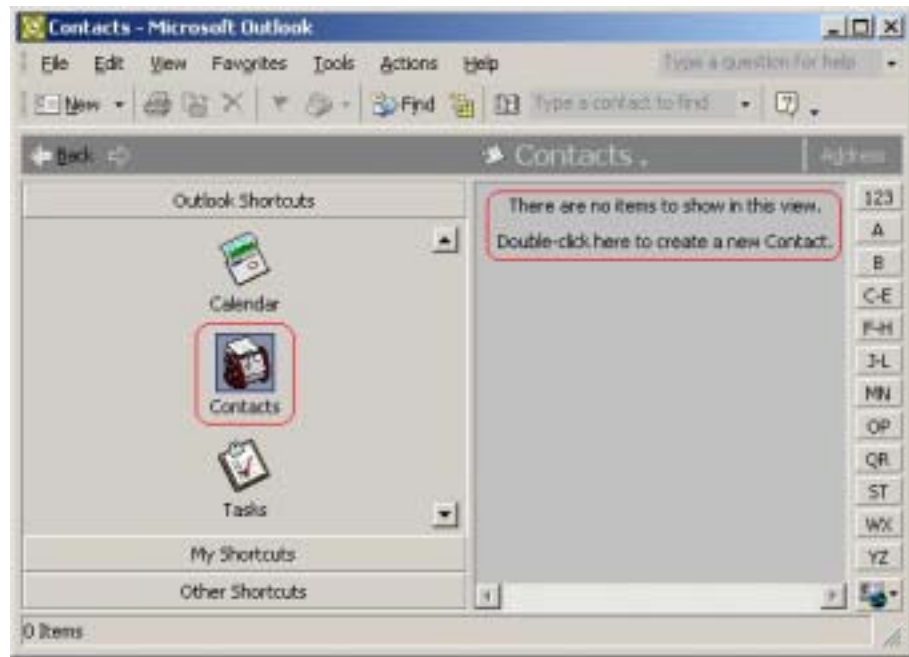 Contacts - Microsoft Outlook
File Edit View Favorites Tools Actions Help Type a question for help
New Find Type a contact to find
Back Contacts Address
Outlook Shortcuts
Calendar
Contacts
Tasks
My Shortcuts
Other Shortcuts
There are no items to show in this view.
Double-click here to create a new Contact.
123
A
B
C-E
F-H
I-L
MN
OP
QR
ST
WX
YZ
0 Items